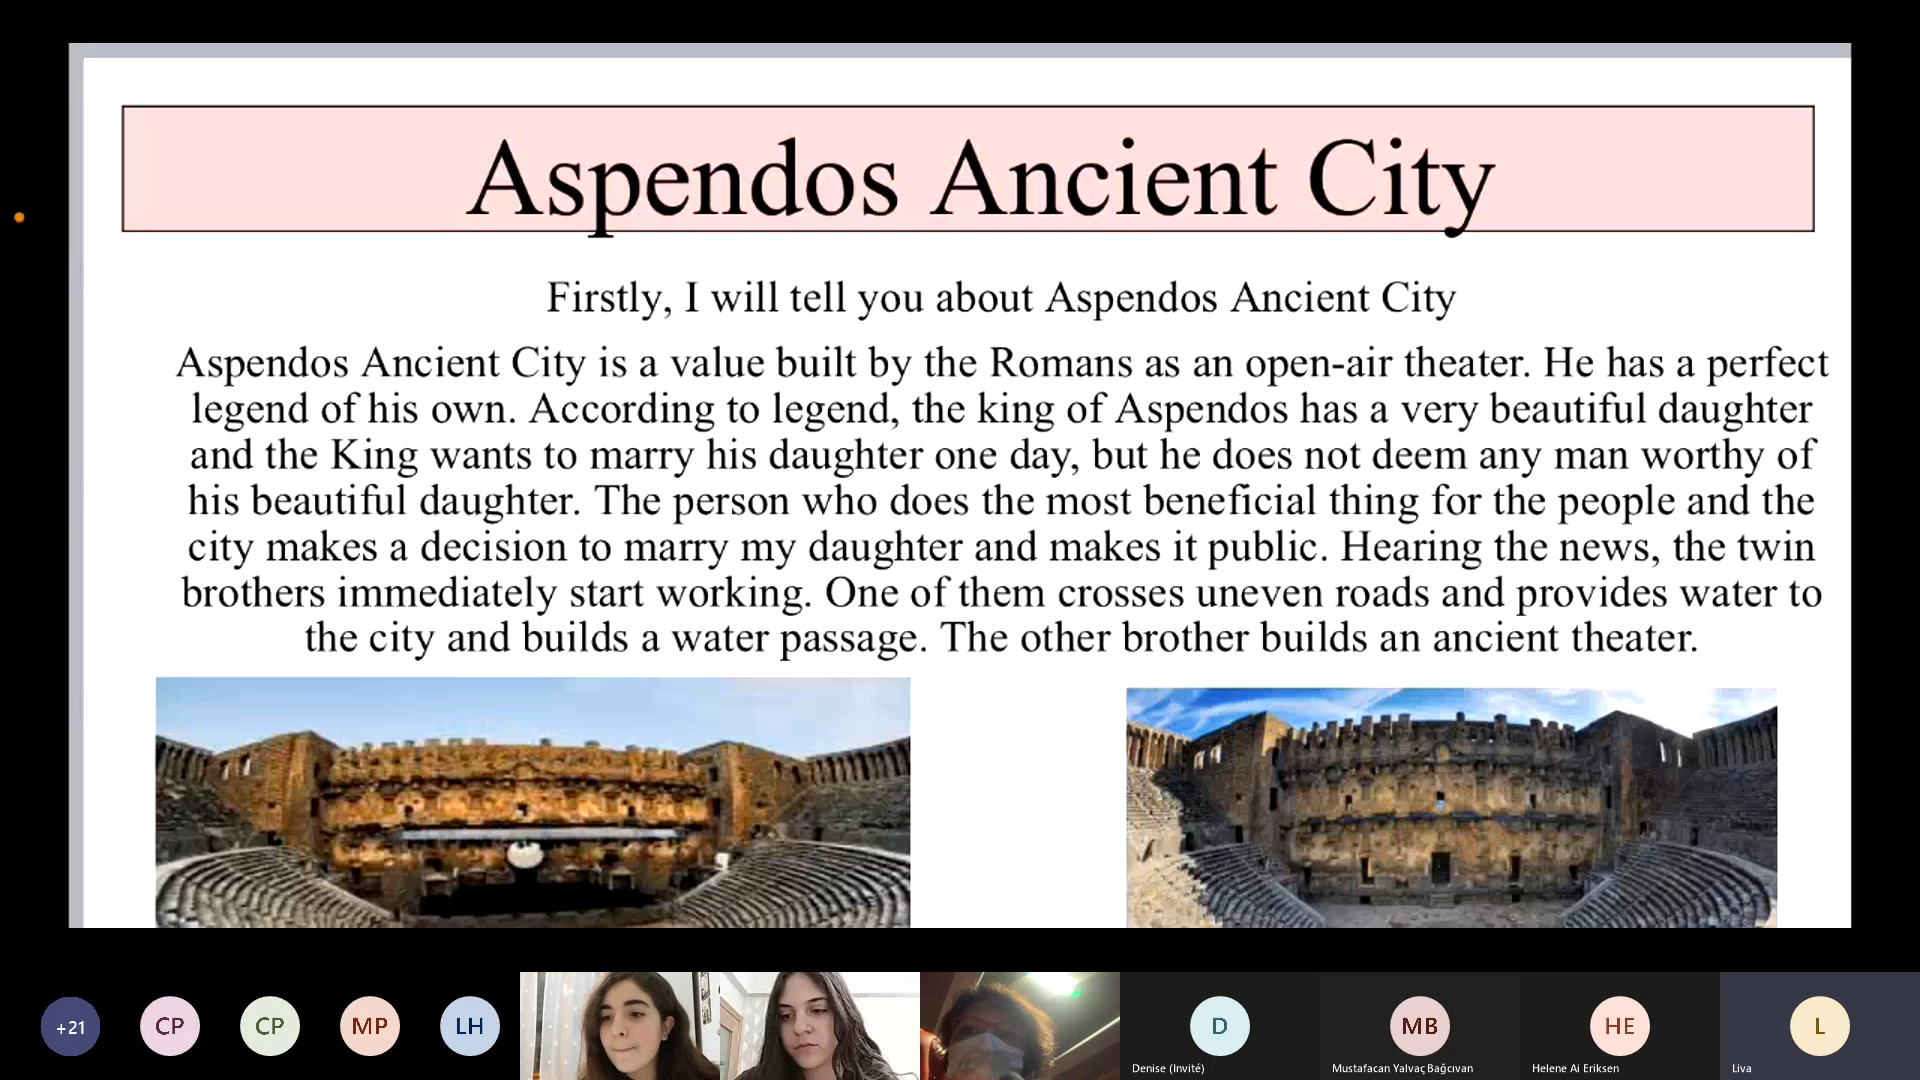 Aspendos Ancient City
Firstly, I will tell you about Aspendos Ancient City
Aspendos Ancient City is a value built by the Romans as an open-air theater. He has a perfect
legend of his own. According to legend, the king of Aspendos has a very beautiful daughter
and the King wants to marry his daughter one day, but he does not deem any man worthy of
his beautiful daughter. The person who does the most beneficial thing for the people and the
city makes a decision to marry my daughter and makes it public. Hearing the news, the twin
brothers immediately start working. One of them crosses uneven roads and provides water to
the city and builds a water passage. The other brother builds an ancient theater.
+21
CP
CP
MP
LH
D
MB
HE
L
Denise (Invité)
Mustafacan Yalvaç Bağcıvan
Helene Ai Eriksen
Liva